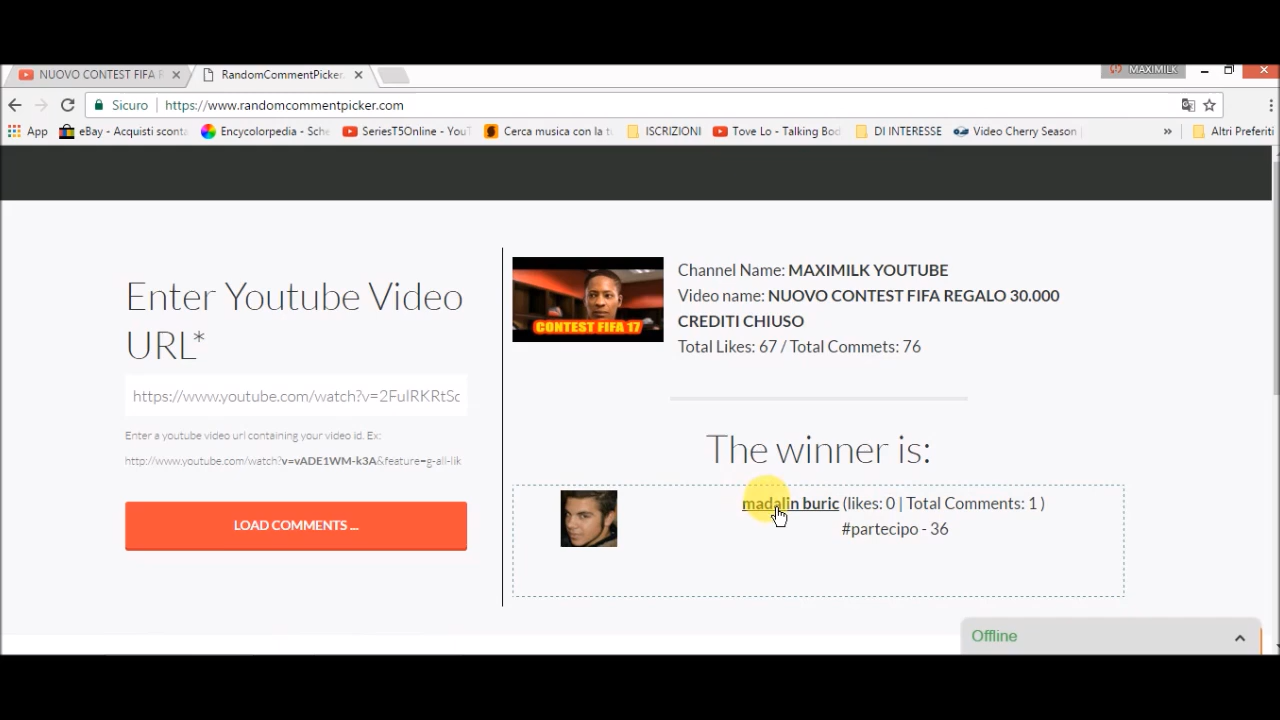 NUOVO CONTEST FIFA R
RandomCommentPicker.
MAXIMILK
Sicuro
https://www.randomcommentpicker.com
App
eBay - Acquisti sconta
Encycolorpedia - Sche
SeriesT5Online - YouT
Cerca musica con la t
ISCRIZIONI
Tove Lo - Talking Bod
DI INTERESSE
Video Cherry Season
»
Altri Preferiti
Enter Youtube Video
URL*
https://www.youtube.com/watch?v=2FulRKRtSc
Enter a youtube video url containing your video id. Ex:
http://www.youtube.com/watch?v=vADE1WM-k3A&feature=g-all-lik
LOAD COMMENTS ...
CONTEST FIFA 17
Channel Name: MAXIMILK YOUTUBE
Video name: NUOVO CONTEST FIFA REGALO 30.000
CREDITI CHIUSO
Total Likes: 67 / Total Commets: 76
The winner is:
madalin buric (likes: 0 | Total Comments: 1 )
#partecipo - 36
Offline